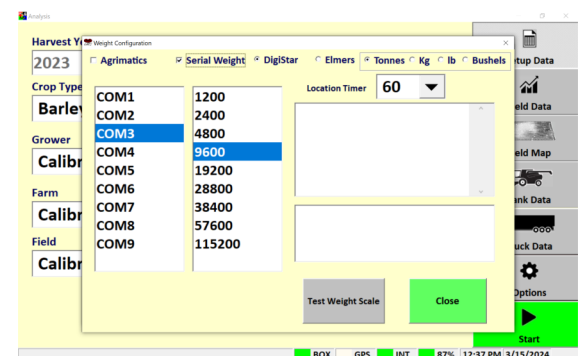 Analysis
Harvest Y
2023
Crop Type
Barle
Grower
Calibr
Farm
Calibr
Field
Calibr
Weight Configuration
Agrimatics Serial Weight DigiStar Elmers Tonnes Kg lb Bushels
Location Timer 60
COM1
COM2
COM3
COM4
COM5
COM6
COM7
COM8
COM9
1200
2400
4800
9600
19200
28800
38400
57600
115200
Test Weight Scale
Close
tup Data
eld Data
eld Map
nk Data
uck Data
ptions
Start
BOX GPS INT 87% 12:37 PM 3/15/2024